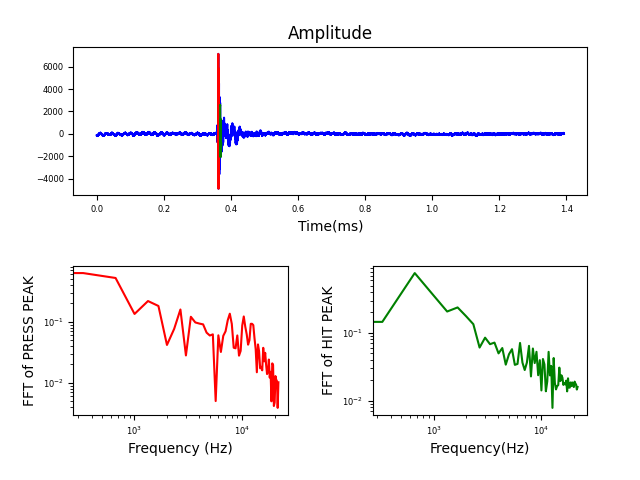 Amplitude
6000
4000
2000
0
−2000
−4000
0.0 0.2 0.4 0.6 0.8 1.0 1.2 1.4
Time(ms)
FFT of PRESS PEAK
10⁻¹
10⁻²
10³ 10⁴
Frequency (Hz)
FFT of HIT PEAK
10⁻¹
10⁻²
10³ 10⁴
Frequency(Hz)